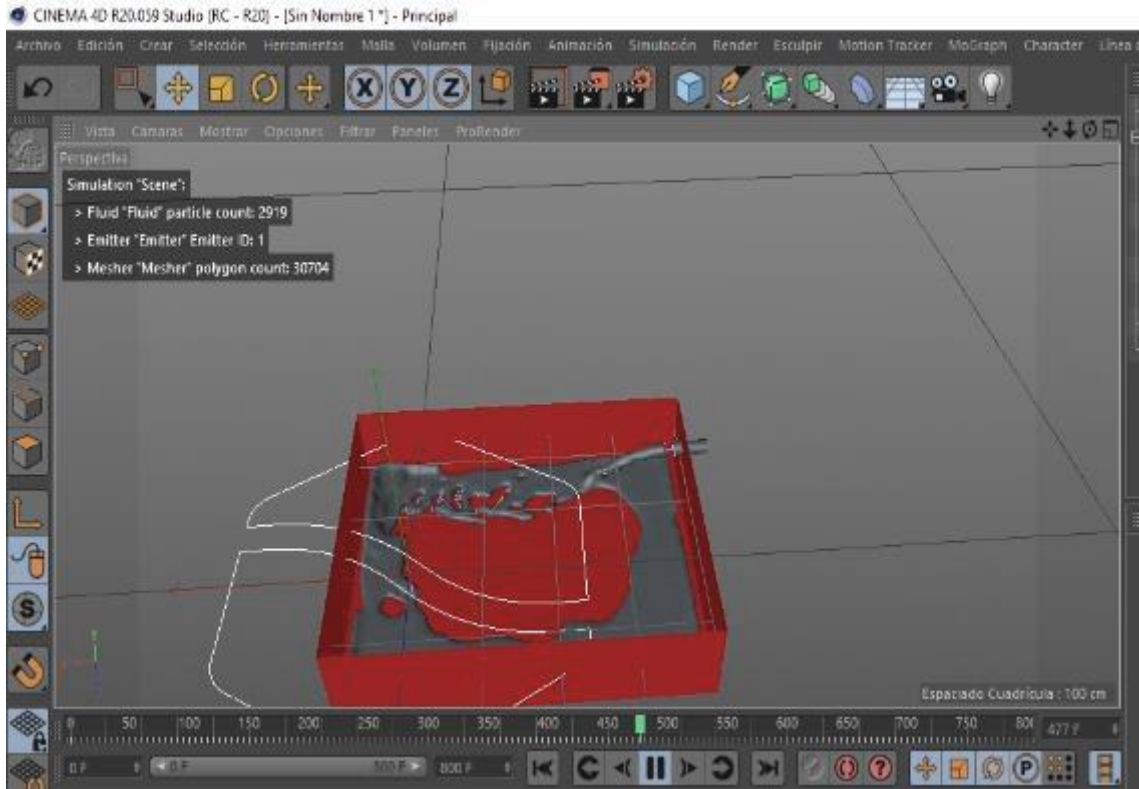 CINEMA 4D R20.059 Studio (RC - R20) - [Sin Nombre 1 *] - Principal
Archivo Edición Crear Selección Herramientas Malla Volumen Fijación Animación Simulación Render Esculpir Motion Tracker MoGraph Character Línea
X Y Z
Vista Cámaras Mostrar Opciones Filtrar Paneles ProRender
Perspectiva
Simulation "Scene":
> Fluid "Fluid" particle count: 2919
> Emitter "Emitter" Emitter ID: 1
> Mesher "Mesher" polygon count: 30704
S
Espaciado Cuadrícula : 100 cm
0 50 100 150 200 250 300 350 400 450 500 550 600 650 700 750 80 477 F
0 F 0 F 800 F P